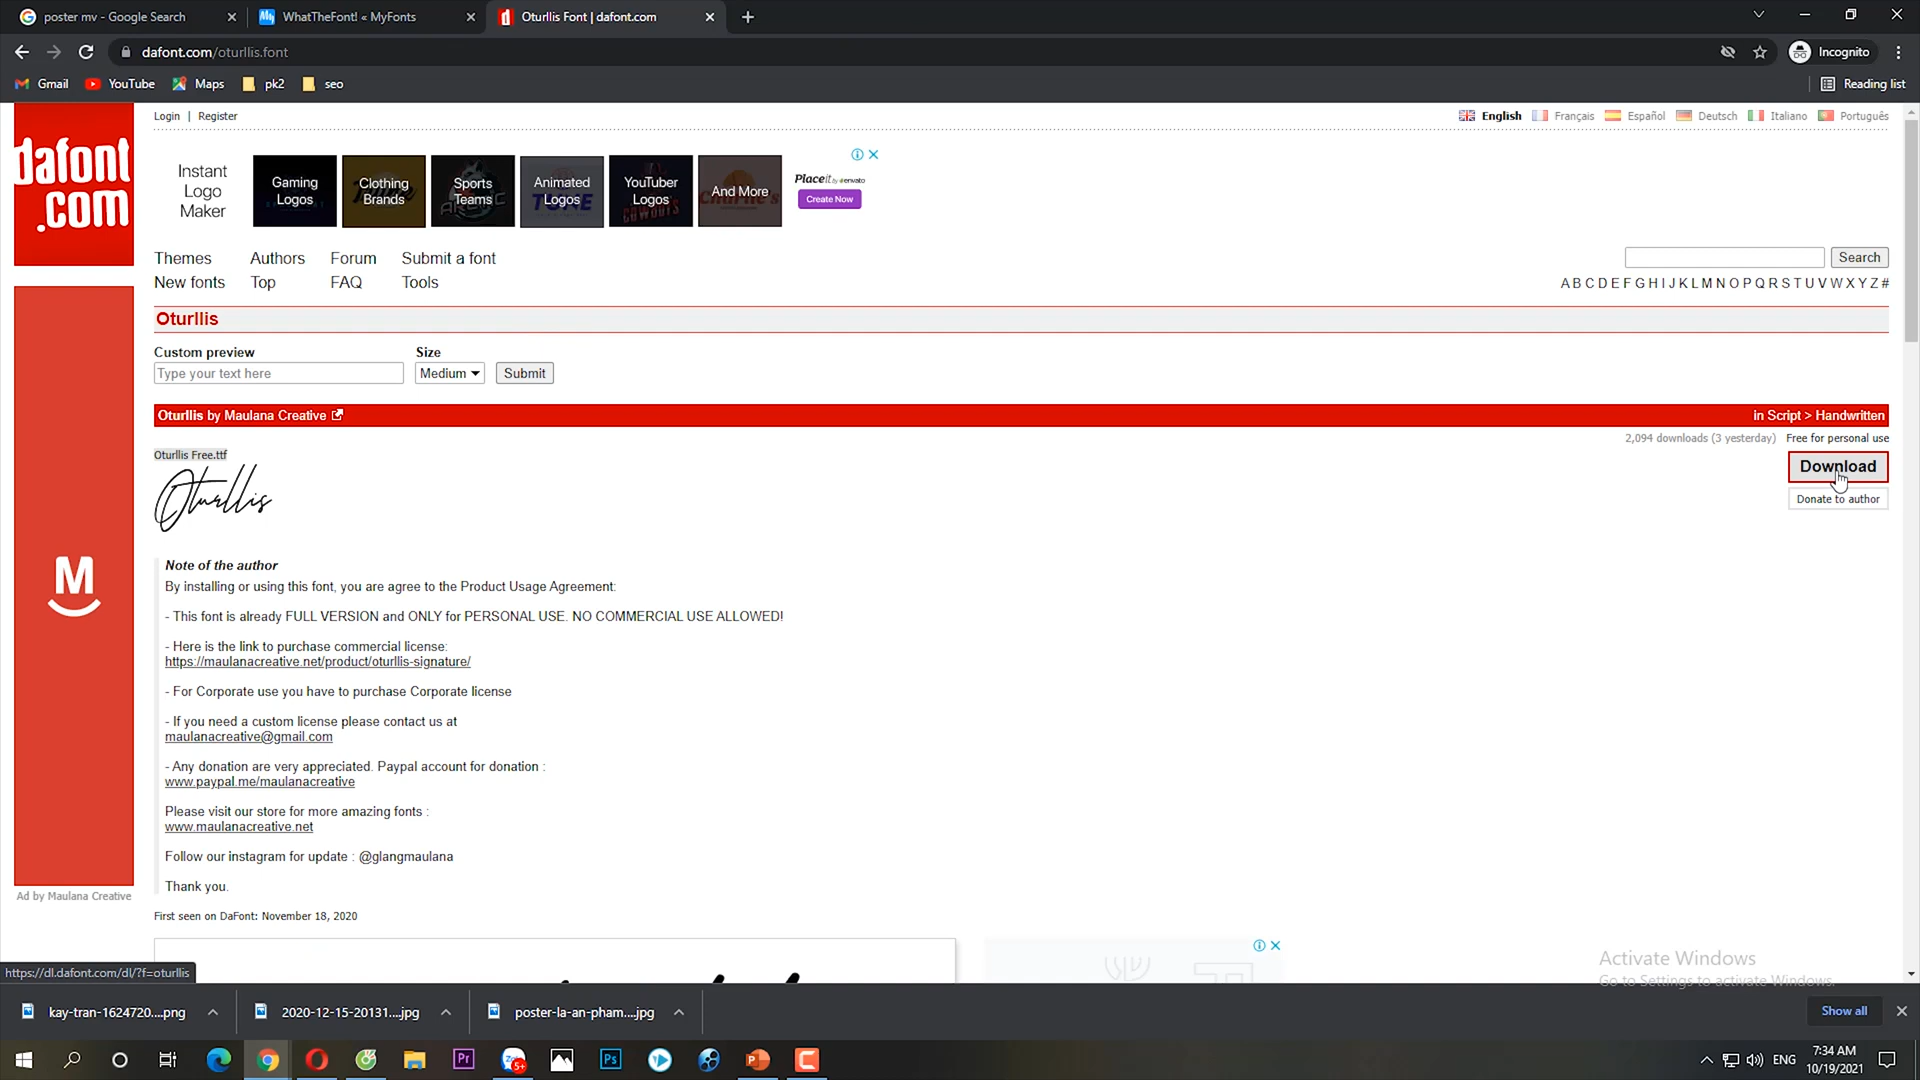 poster mv - Google Search
WhatTheFont! « MyFonts
Oturllis Font | dafont.com
dafont.com/oturllis.font
Incognito
Gmail
YouTube
Maps
pk2
seo
Reading list
dafont
.com
Login | Register
English
Français
Español
Deutsch
Italiano
Português
Instant
Logo
Maker
Gaming
Logos
Clothing
Brands
Sports
Teams
Animated
Logos
YouTuber
Logos
And More
Placeit by envato
Create Now
Themes Authors Forum Submit a font
New fonts Top FAQ Tools
Search
A B C D E F G H I J K L M N O P Q R S T U V W X Y Z #
Oturllis
Custom preview
Size
Type your text here
Medium
Submit
Oturllis by Maulana Creative
in Script > Handwritten
2,094 downloads (3 yesterday) Free for personal use
Oturllis Free.ttf
Download
Oturllis
Donate to author
Note of the author
By installing or using this font, you are agree to the Product Usage Agreement:
- This font is already FULL VERSION and ONLY for PERSONAL USE. NO COMMERCIAL USE ALLOWED!
- Here is the link to purchase commercial license:
https://maulanacreative.net/product/oturllis-signature/
- For Corporate use you have to purchase Corporate license
- If you need a custom license please contact us at
maulanacreative@gmail.com
- Any donation are very appreciated. Paypal account for donation :
www.paypal.me/maulanacreative
Please visit our store for more amazing fonts :
www.maulanacreative.net
Follow our instagram for update : @glangmaulana
Thank you.
M
Ad by Maulana Creative
First seen on DaFont: November 18, 2020
Activate Windows
Go to Settings to activate Windows.
https://dl.dafont.com/dl/?f=oturllis
kay-tran-1624720....png
2020-12-15-20131....jpg
poster-la-an-pham....jpg
Show all
Pr
5+
Ps
ENG
7:34 AM
10/19/2021